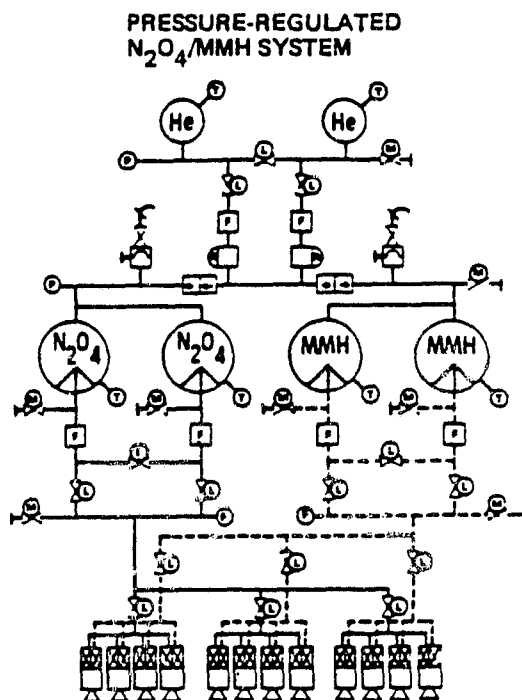 PRESSURE-REGULATED
N₂O₄/MMH SYSTEM
T T
He He
P L M
L L
F F
P M
N₂O₄ N₂O₄ MMH MMH
M T M T M T M T
F F F F
L L
L L L L
M P P M
L L L
L L L